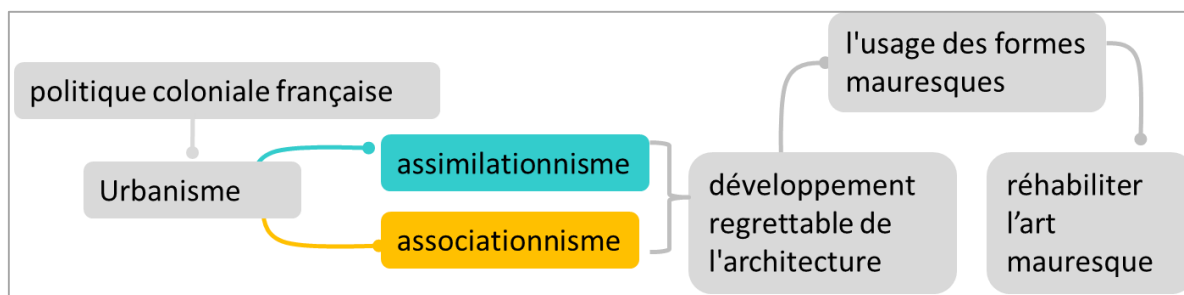 politique coloniale française
Urbanisme
assimilationnisme
associationnisme
développement
regrettable de
l'architecture
l'usage des formes
mauresques
réhabiliter
l’art
mauresque